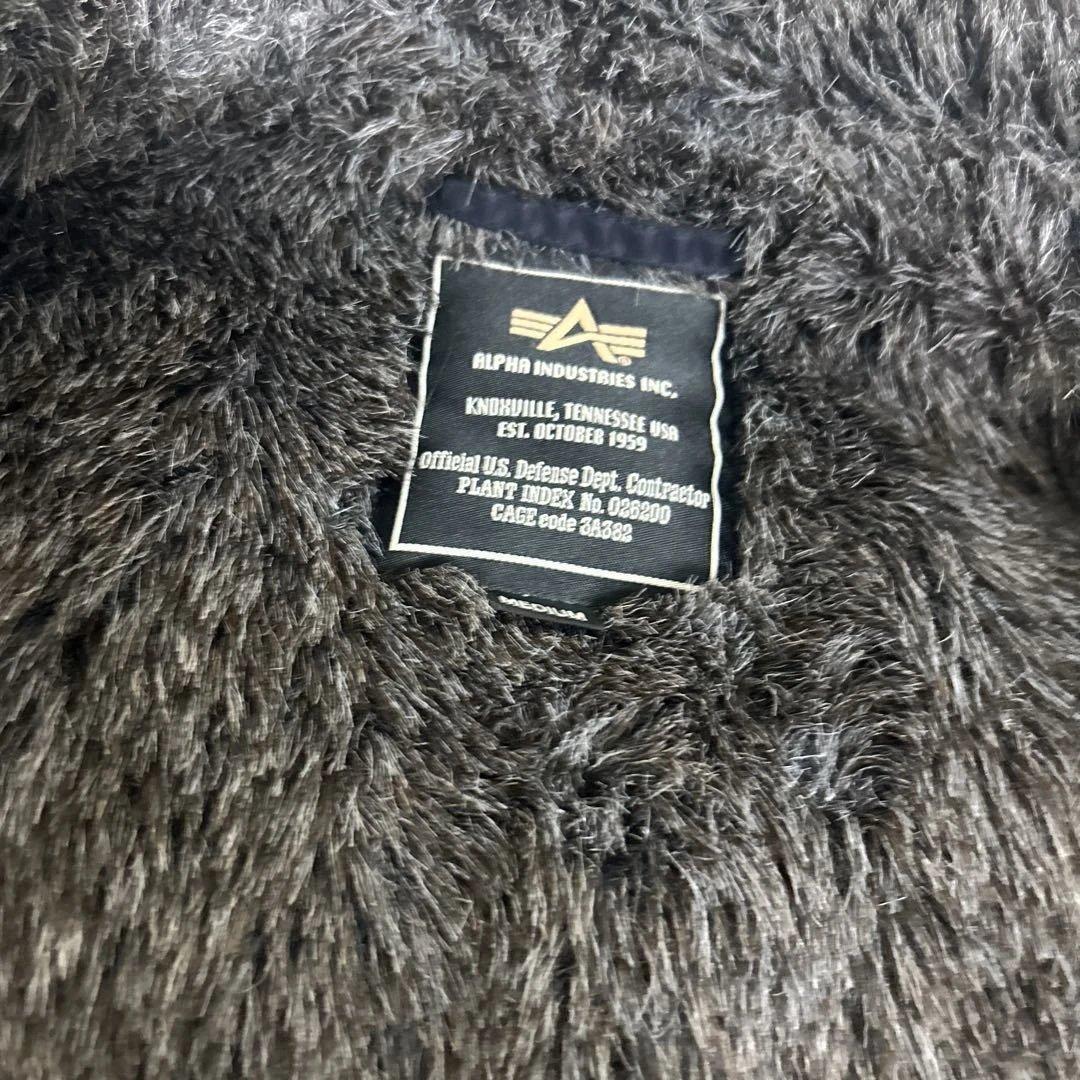 ALPHA INDUSTRIES INC.
KNOXVILLE, TENNESSEE USA
EST. OCTOBER 1959
Official U.S. Defense Dept. Contractor
PLANT INDEX No. 026200
CAGE code 3A382
MEDIUM